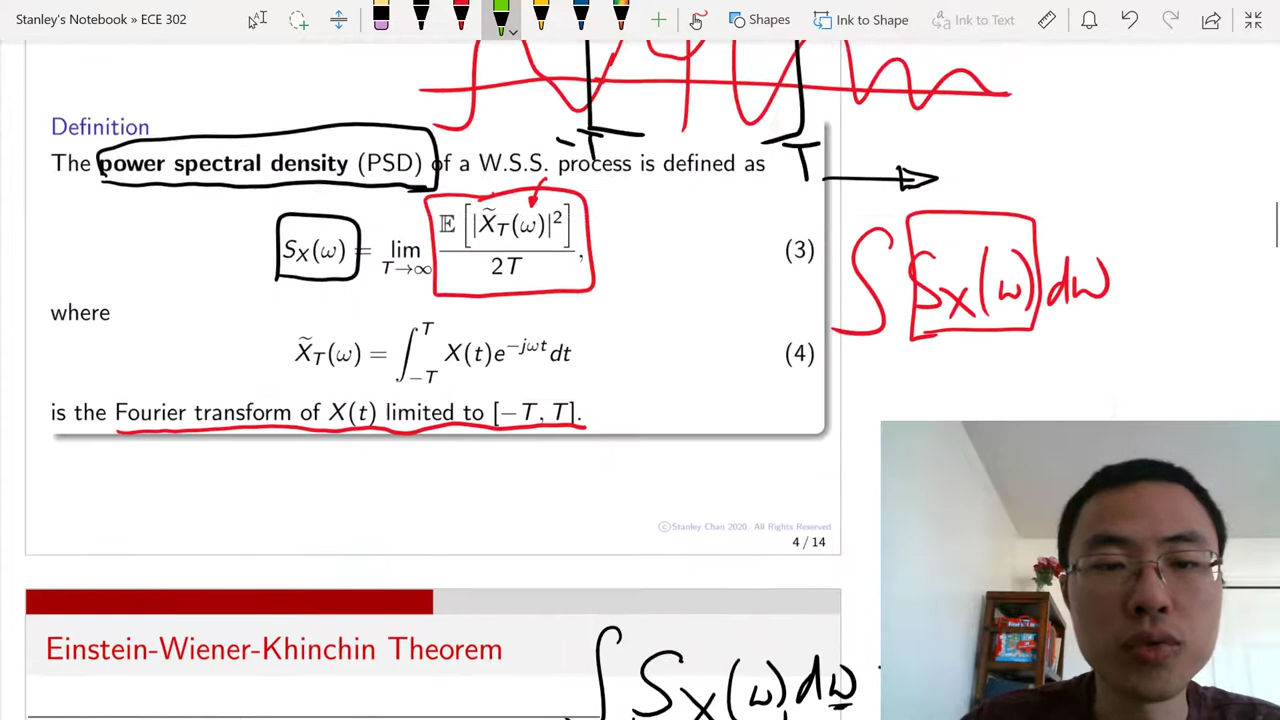 Stanley's Notebook » ECE 302
Shapes
Ink to Shape
Ink to Text
-T
T
Definition
The power spectral density (PSD) of a W.S.S. process is defined as
S_X(ω) = lim_{T→∞} 𝔼[|X̃_T(ω)|²] / 2T, (3)
∫ S_X(ω) dω
where
X̃_T(ω) = ∫_{-T}^{T} X(t)e^{-jωt}dt (4)
is the Fourier transform of X(t) limited to [−T, T].
©Stanley Chan 2020. All Rights Reserved
4 / 14
Einstein-Wiener-Khinchin Theorem
∫ S_X(ω) dω